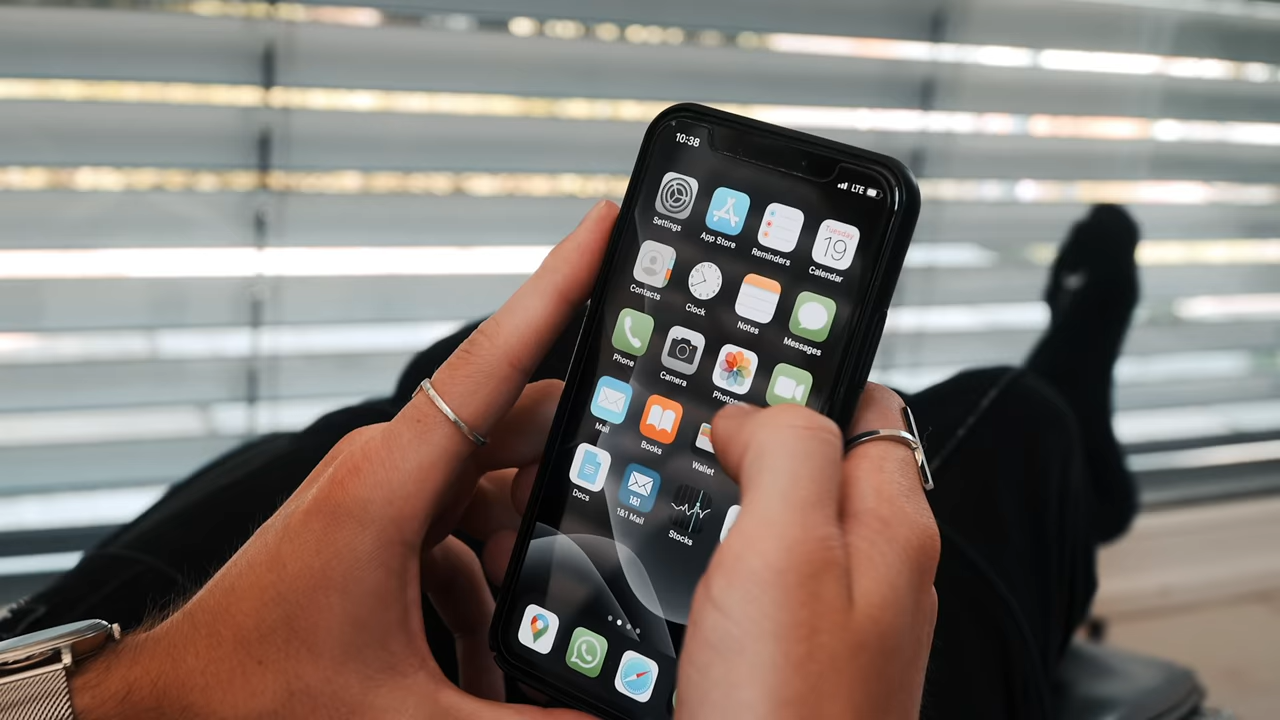 10:38
LTE
Settings
App Store
Reminders
Tuesday
19
Calendar
Contacts
Clock
Notes
Messages
Phone
Camera
Photos
Mail
Books
Wallet
Docs
1&1
1&1 Mail
Stocks